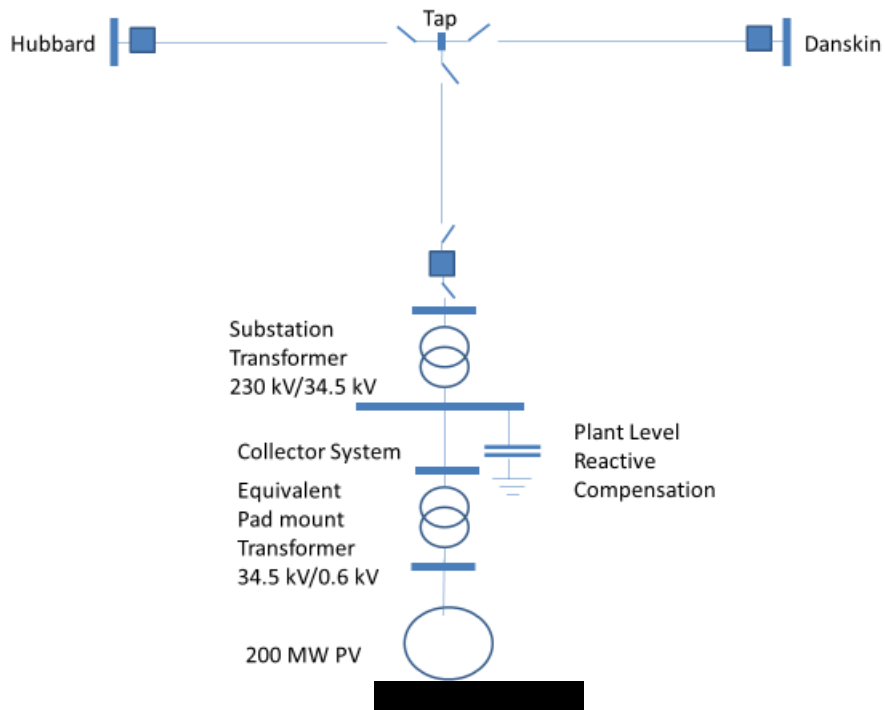 Tap
Hubbard
Danskin
Substation
Transformer
230 kV/34.5 kV
Plant Level
Reactive
Compensation
Collector System
Equivalent
Pad mount
Transformer
34.5 kV/0.6 kV
200 MW PV